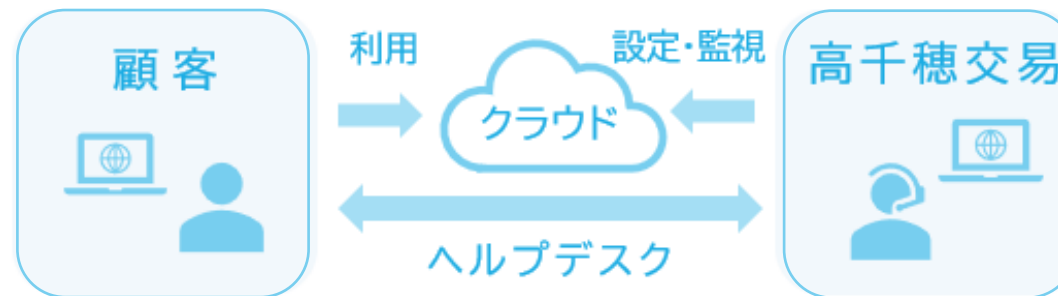 顧客
利用
クラウド
設定・監視
高千穂交易
ヘルプデスク